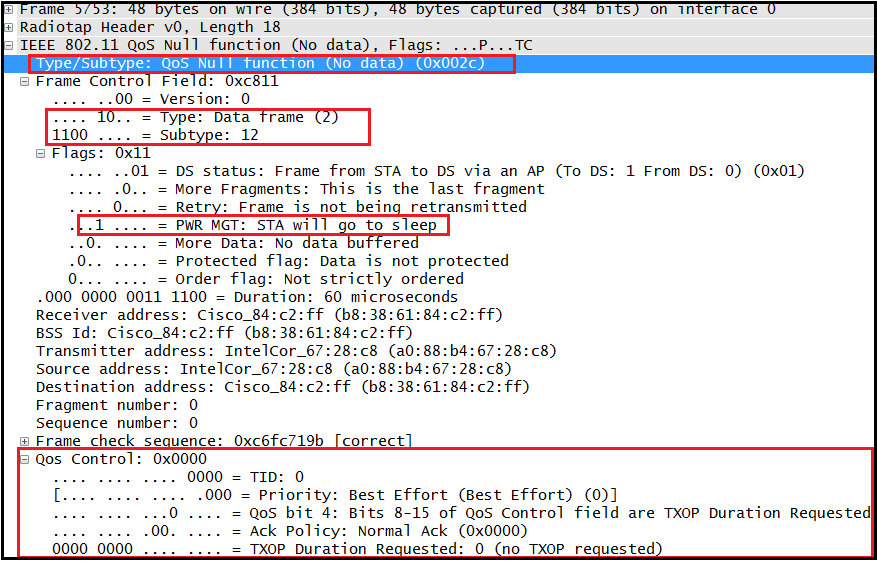 Frame 5753: 48 bytes on wire (384 bits), 48 bytes captured (384 bits) on interface 0
Radiotap Header v0, Length 18
IEEE 802.11 QoS Null function (No data), Flags: ...P...TC
Type/Subtype: QoS Null function (No data) (0x002c)
Frame Control Field: 0xc811
.... ..00 = Version: 0
.... 10.. = Type: Data frame (2)
1100 .... = Subtype: 12
Flags: 0x11
.... ..01 = DS status: Frame from STA to DS via an AP (To DS: 1 From DS: 0) (0x01)
.... .0.. = More Fragments: This is the last fragment
.... 0... = Retry: Frame is not being retransmitted
...1 .... = PWR MGT: STA will go to sleep
..0. .... = More Data: No data buffered
.0.. .... = Protected flag: Data is not protected
0... .... = Order flag: Not strictly ordered
.000 0000 0011 1100 = Duration: 60 microseconds
Receiver address: Cisco_84:c2:ff (b8:38:61:84:c2:ff)
BSS Id: Cisco_84:c2:ff (b8:38:61:84:c2:ff)
Transmitter address: IntelCor_67:28:c8 (a0:88:b4:67:28:c8)
Source address: IntelCor_67:28:c8 (a0:88:b4:67:28:c8)
Destination address: Cisco_84:c2:ff (b8:38:61:84:c2:ff)
Fragment number: 0
Sequence number: 0
Frame check sequence: 0xc6fc719b [correct]
Qos Control: 0x0000
.... .... .... 0000 = TID: 0
[.... .... .... .000 = Priority: Best Effort (Best Effort) (0)]
.... .... ...0 .... = QoS bit 4: Bits 8-15 of QoS Control field are TXOP Duration Requested
.... .... .00. .... = Ack Policy: Normal Ack (0x0000)
0000 0000 .... .... = TXOP Duration Requested: 0 (no TXOP requested)